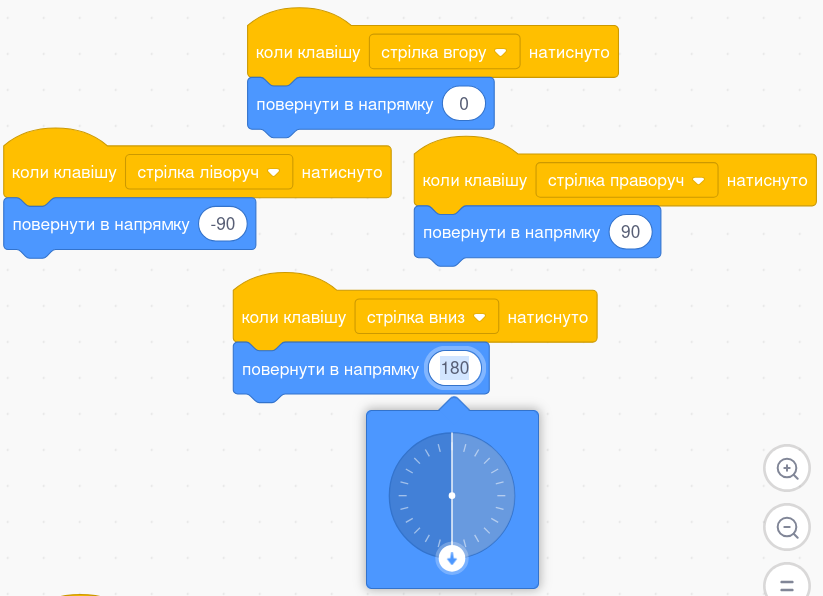 коли клавішу стрілка вгору натиснуто
повернути в напрямку 0
коли клавішу стрілка ліворуч натиснуто
повернути в напрямку -90
коли клавішу стрілка праворуч натиснуто
повернути в напрямку 90
коли клавішу стрілка вниз натиснуто
повернути в напрямку 180